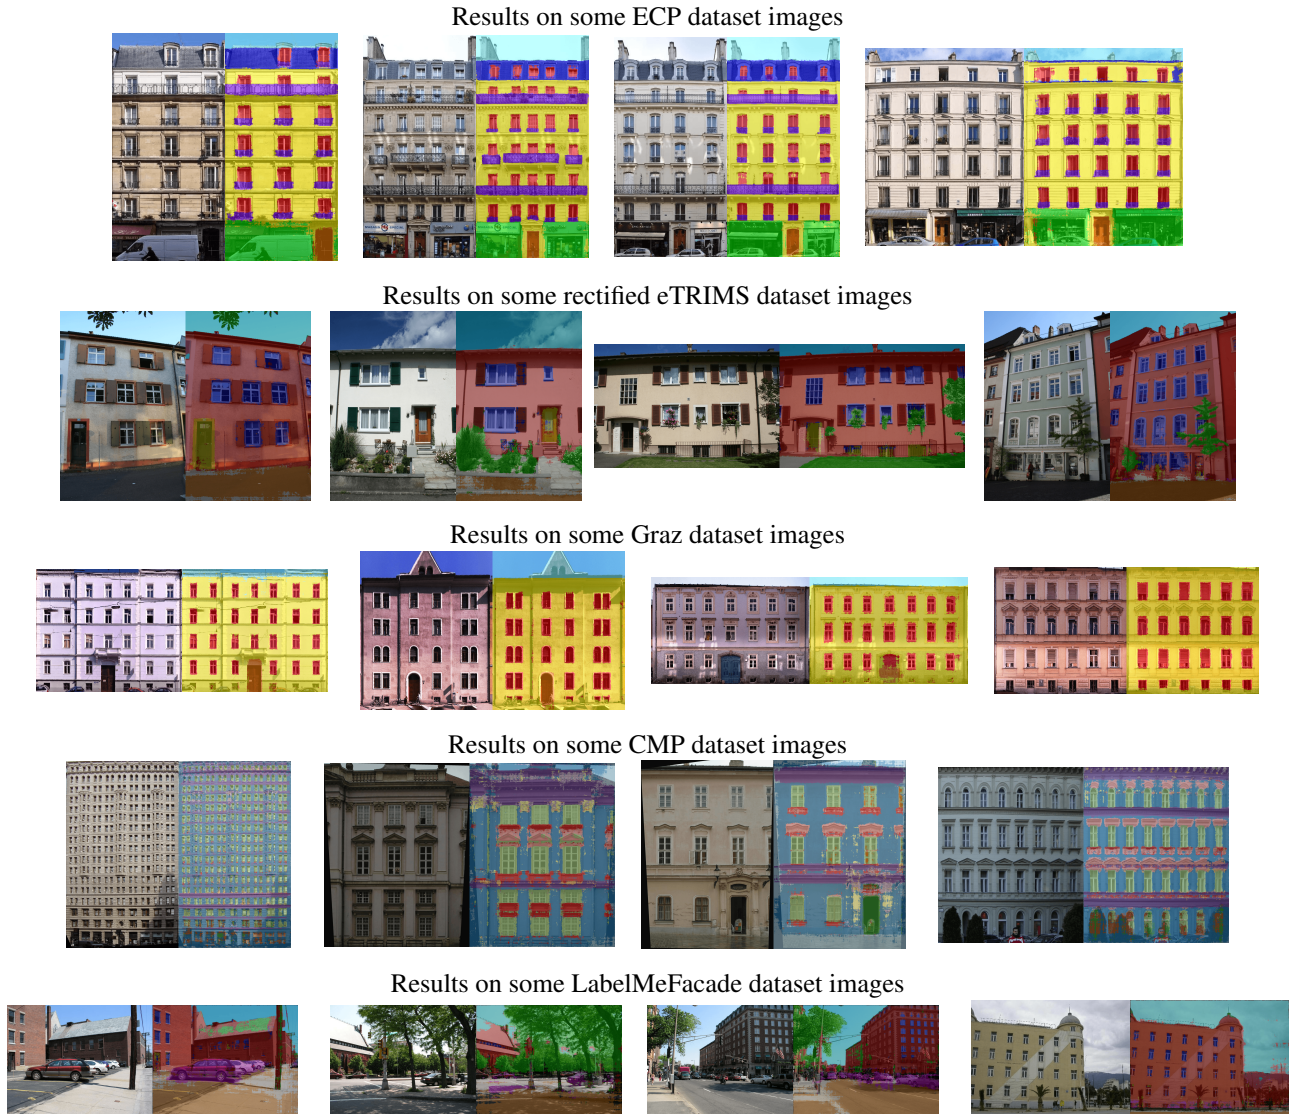 Results on some ECP dataset images
Results on some rectified eTRIMS dataset images
Results on some Graz dataset images
Results on some CMP dataset images
Results on some LabelMeFacade dataset images